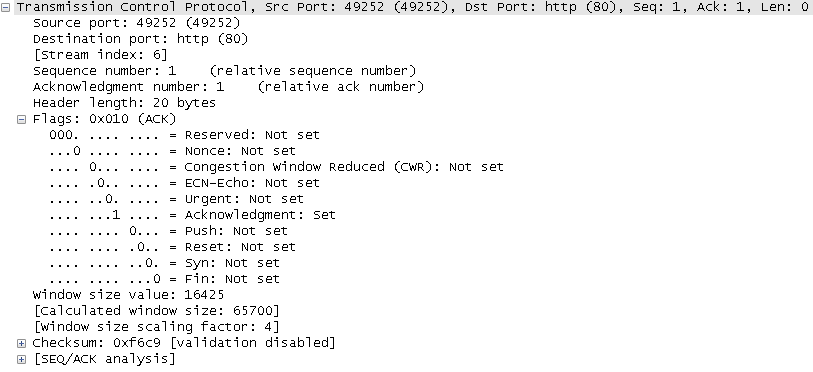 Transmission Control Protocol, Src Port: 49252 (49252), Dst Port: http (80), Seq: 1, Ack: 1, Len: 0
Source port: 49252 (49252)
Destination port: http (80)
[Stream index: 6]
Sequence number: 1    (relative sequence number)
Acknowledgment number: 1    (relative ack number)
Header length: 20 bytes
Flags: 0x010 (ACK)
000. .... .... = Reserved: Not set
...0 .... .... = Nonce: Not set
.... 0... .... = Congestion Window Reduced (CWR): Not set
.... .0.. .... = ECN-Echo: Not set
.... ..0. .... = Urgent: Not set
.... ...1 .... = Acknowledgment: Set
.... .... 0... = Push: Not set
.... .... .0.. = Reset: Not set
.... .... ..0. = Syn: Not set
.... .... ...0 = Fin: Not set
Window size value: 16425
[Calculated window size: 65700]
[Window size scaling factor: 4]
Checksum: 0xf6c9 [validation disabled]
[SEQ/ACK analysis]